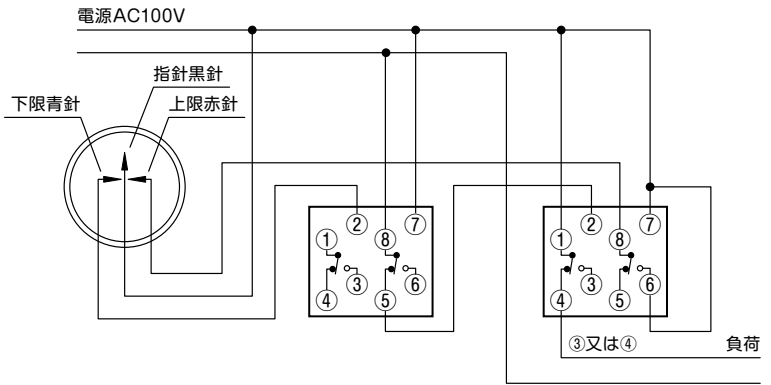 電源AC100V
指針黒針
下限青針
上限赤針
② ⑦ ② ⑦
① ⑧ ① ⑧
③ ⑥ ③ ⑥
④ ⑤ ④ ⑤
③又は④
負荷